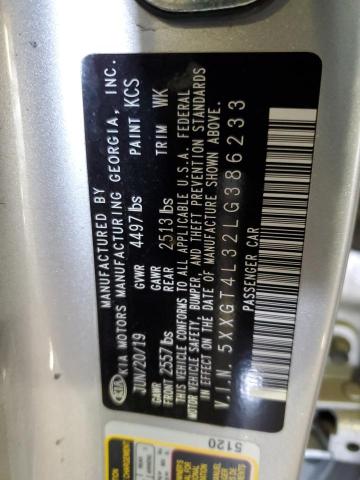 MANUFACTURED BY
KIA MOTORS MANUFACTURING GEORGIA, INC.
KIA
JUN/20/19 GVWR 4497 lbs PAINT KCS
GAWR FRONT 2557 lbs GAWR REAR 2513 lbs TRIM WK
THIS VEHICLE CONFORMS TO ALL APPLICABLE U.S.A. FEDERAL
MOTOR VEHICLE SAFETY, BUMPER, AND THEFT PREVENTION STANDARDS
IN EFFECT ON THE DATE OF MANUFACTURE SHOWN ABOVE.
V.I.N. 5XXGT4L32LG386233
PASSENGER CAR
5120